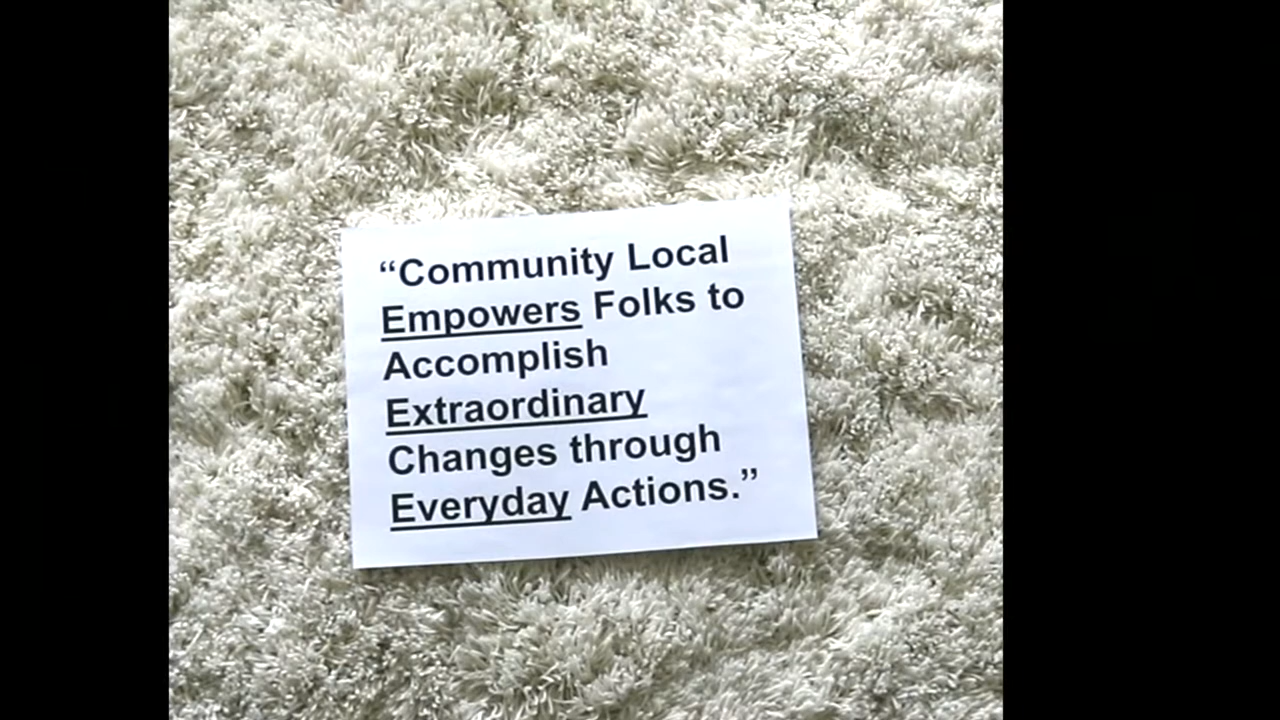 “Community Local
Empowers Folks to
Accomplish
Extraordinary
Changes through
Everyday Actions.”